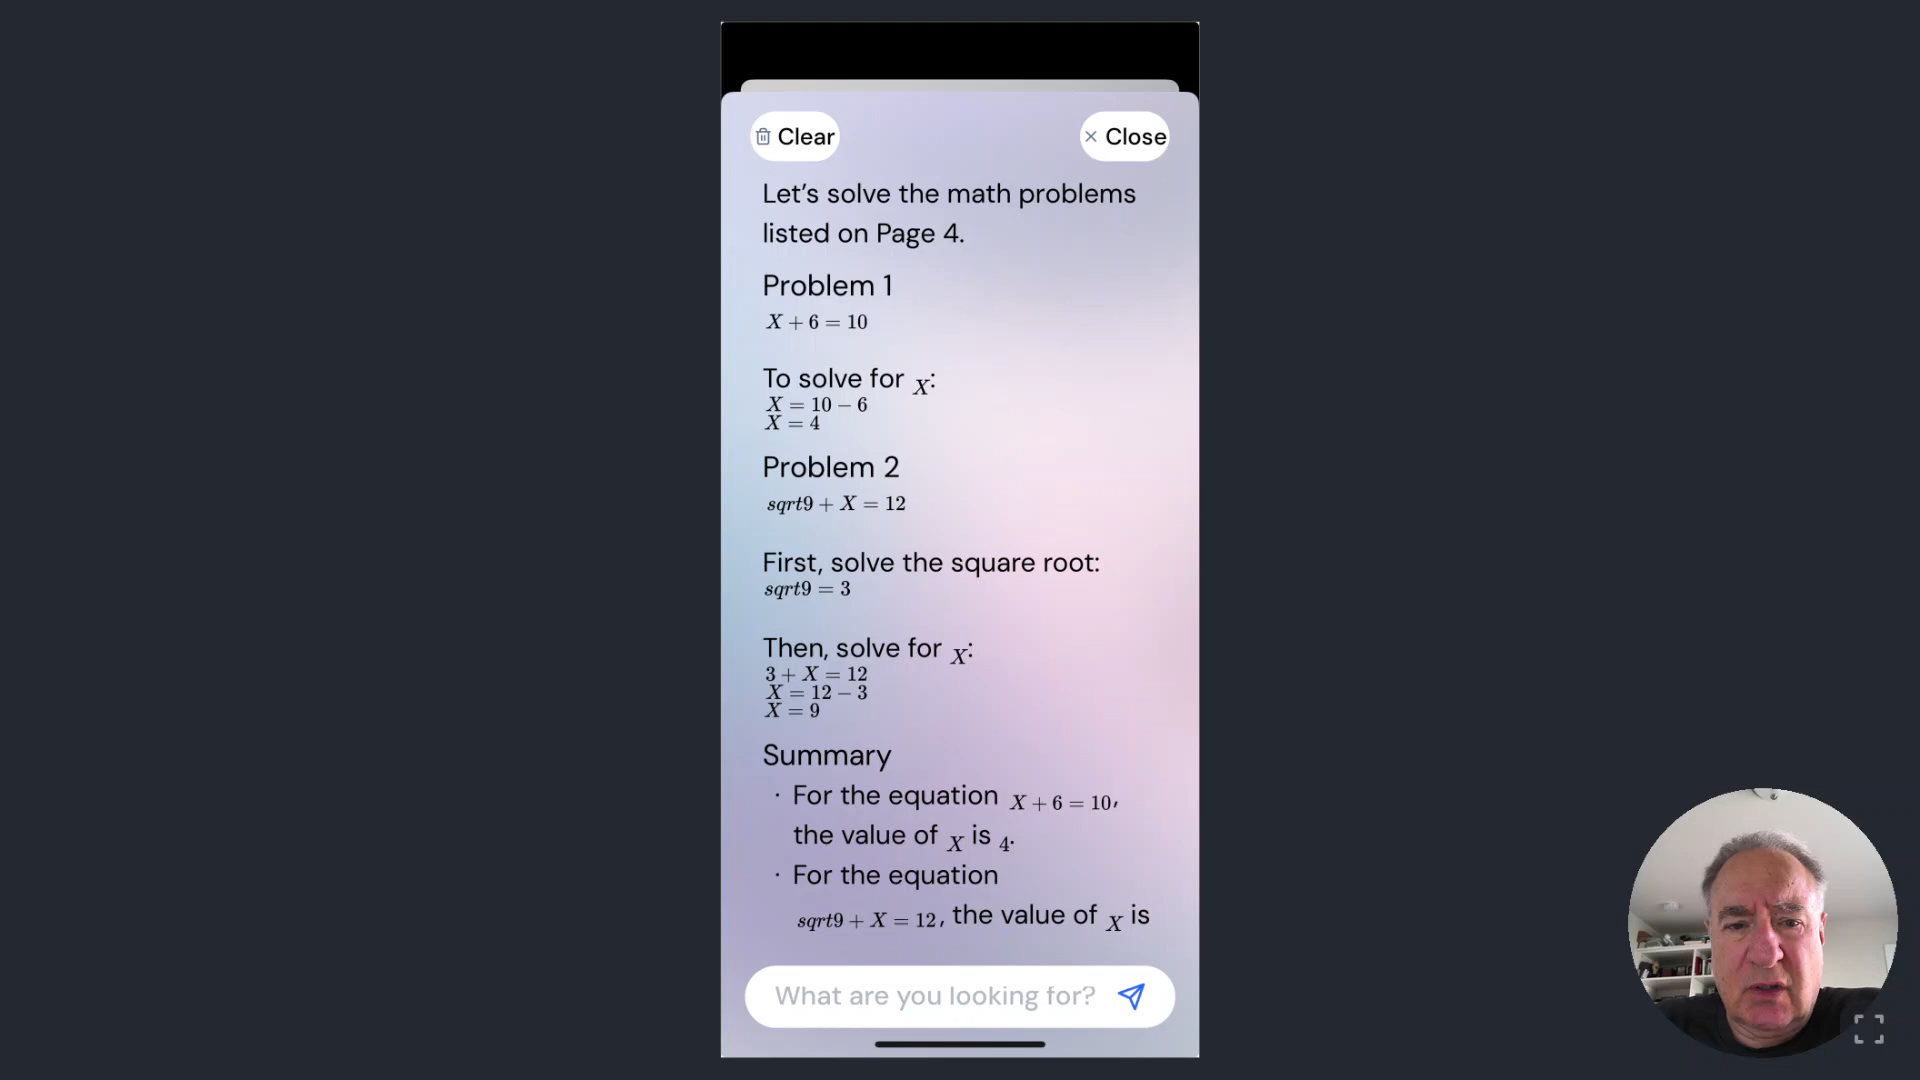 Clear
Close
Let’s solve the math problems
listed on Page 4.
Problem 1
X + 6 = 10
To solve for X:
X = 10 − 6
X = 4
Problem 2
sqrt9 + X = 12
First, solve the square root:
sqrt9 = 3
Then, solve for X:
3 + X = 12
X = 12 − 3
X = 9
Summary
· For the equation X + 6 = 10,
the value of X is 4.
· For the equation
sqrt9 + X = 12, the value of X is
What are you looking for?